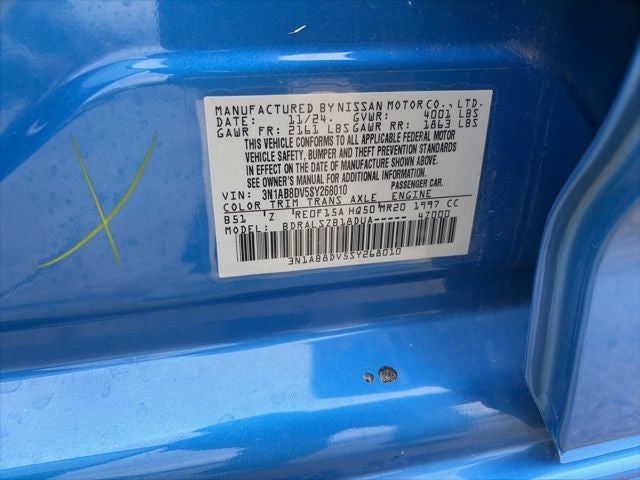 MANUFACTURED BY NISSAN MOTOR CO., LTD.
DATE: 11/24 GVWR: 4001 LBS
GAWR FR: 2161 LBS GAWR RR: 1863 LBS
THIS VEHICLE CONFORMS TO ALL APPLICABLE FEDERAL MOTOR
VEHICLE SAFETY, BUMPER AND THEFT PREVENTION STANDARDS
IN EFFECT ON THE DATE OF MANUFACTURE SHOWN ABOVE.
SEE OWNER'S MANUAL FOR ADDITIONAL INFORMATION
VIN: 3N1AB8DV5SY268010 PASSENGER CAR.
COLOR TRIM TRANS AXLE ENGINE
B51 Z RE0F15A HQ50 MR20 1997 CC
MODEL: BDRALSZB18DUA----- 4Z000
3N1AB8DV5SY268010